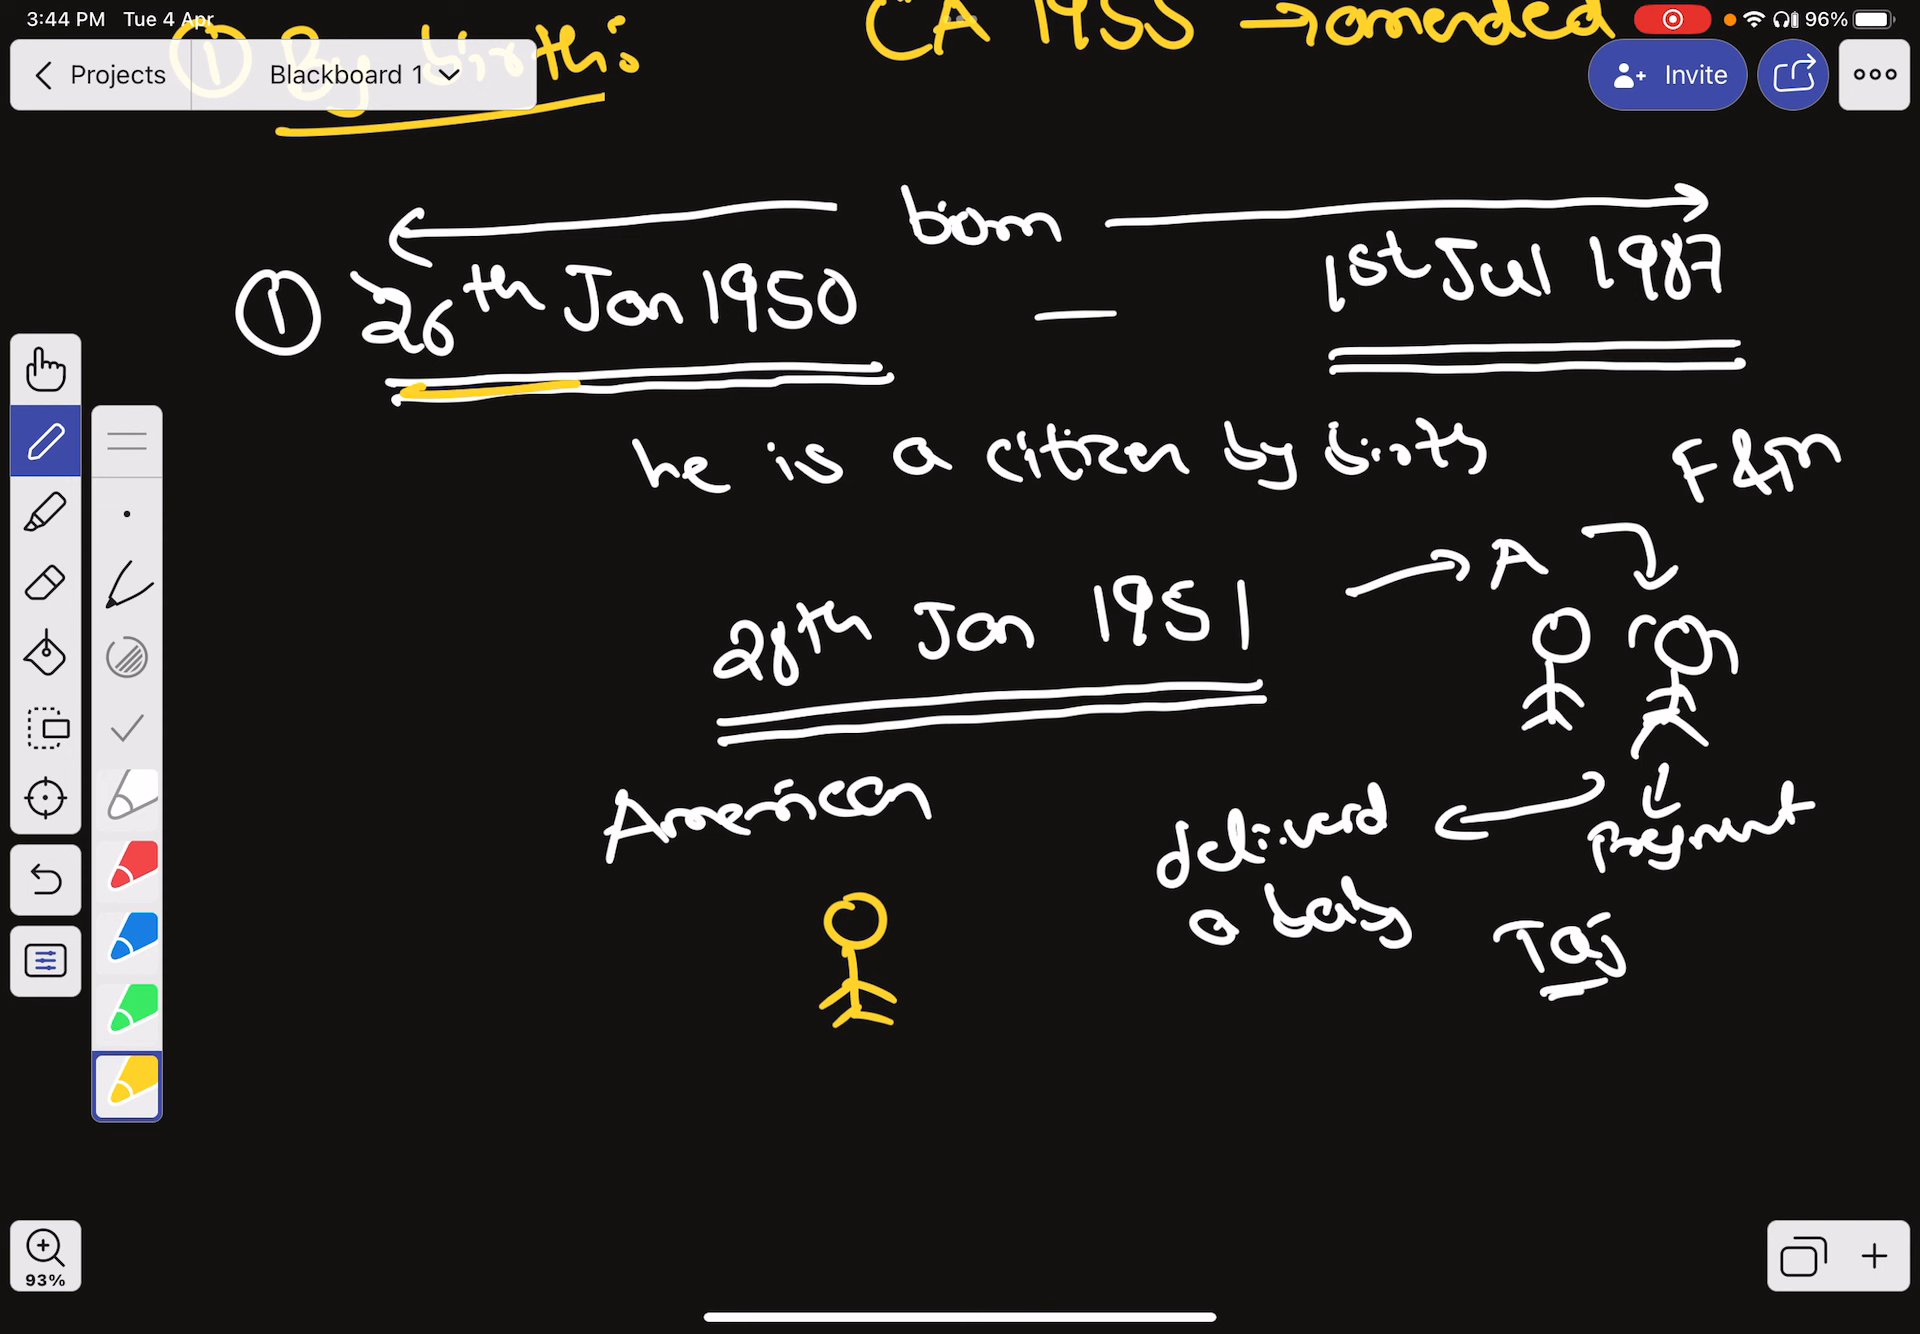 3:44 PM Tue 4 Apr
96%
CA 1955 → amended
① By birth:
Projects
Blackboard 1
Invite
born
① 26th Jan 1950 — 1st Jul 1987
he is a citizen by birth
F & M
28th Jan 1951 → A
American
delivered
a baby
pregnant
Taj
93%